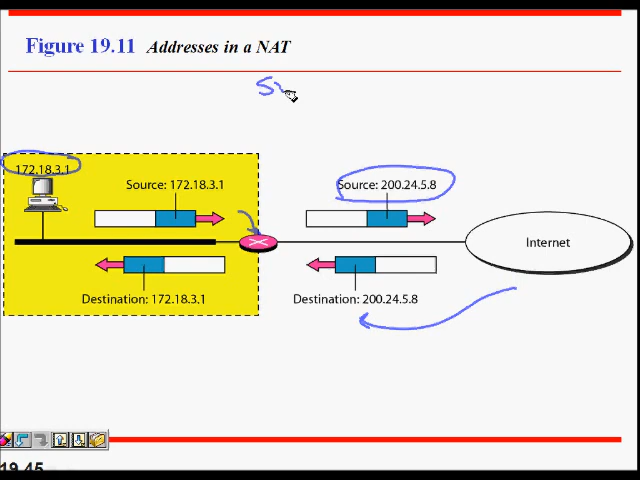 Figure 19.11 Addresses in a NAT
172.18.3.1
Source: 172.18.3.1
Source: 200.24.5.8
Internet
Destination: 172.18.3.1
Destination: 200.24.5.8
19.45